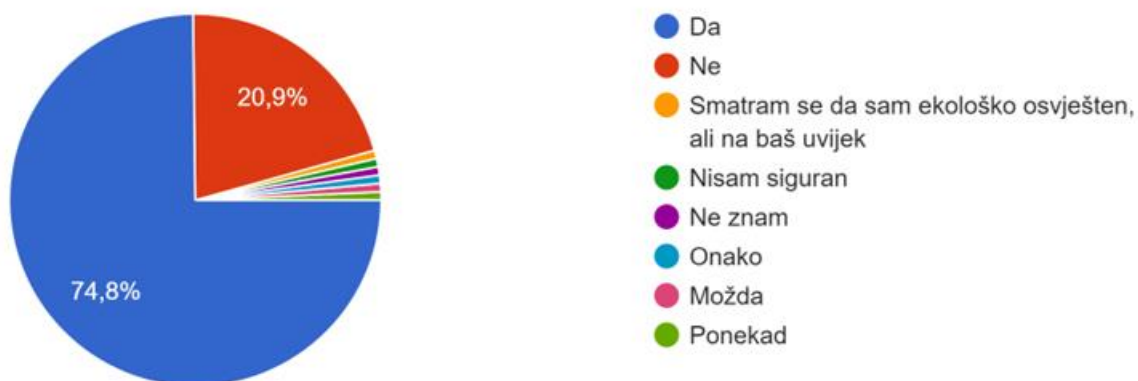 20,9%
74,8%
Da
Ne
Smatram se da sam ekološko osvješten,
ali na baš uvijek
Nisam siguran
Ne znam
Onako
Možda
Ponekad